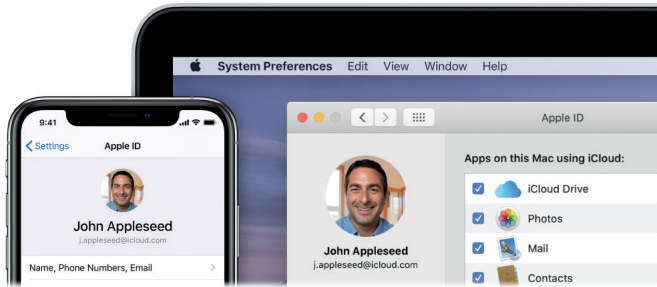 System Preferences Edit View Window Help
9:41
Settings Apple ID
John Appleseed
j.appleseed@icloud.com
Name, Phone Numbers, Email
Apple ID
John Appleseed
j.appleseed@icloud.com
Apps on this Mac using iCloud:
iCloud Drive
Photos
Mail
Contacts